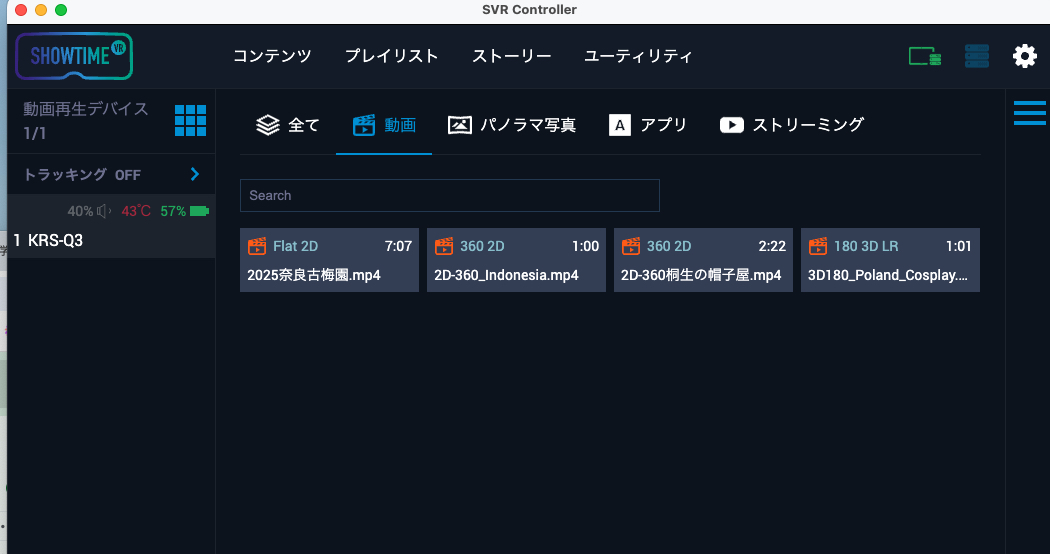 SVR Controller
SHOWTIME VR
コンテンツ プレイリスト ストーリー ユーティリティ
動画再生デバイス
1/1
トラッキング OFF
40% 43℃ 57%
1 KRS-Q3
全て 動画 パノラマ写真 A アプリ ストリーミング
Search
Flat 2D 7:07
2025奈良古梅園.mp4
360 2D 1:00
2D-360_Indonesia.mp4
360 2D 2:22
2D-360桐生の帽子屋.mp4
180 3D LR 1:01
3D180_Poland_Cosplay....